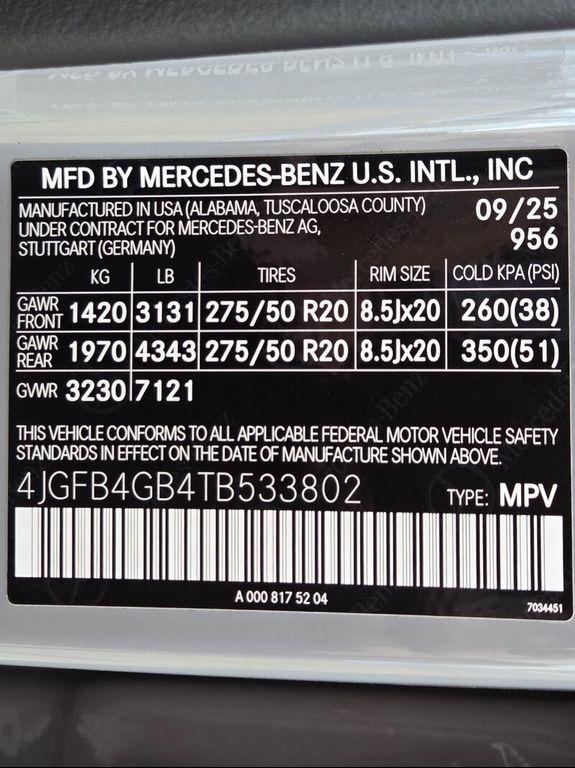 MFD BY MERCEDES-BENZ U.S. INTL., INC
MANUFACTURED IN USA (ALABAMA, TUSCALOOSA COUNTY) 09/25
UNDER CONTRACT FOR MERCEDES-BENZ AG, 956
STUTTGART (GERMANY)
KG LB TIRES RIM SIZE COLD KPA (PSI)
GAWR FRONT 1420 3131 275/50 R20 8.5Jx20 260(38)
GAWR REAR 1970 4343 275/50 R20 8.5Jx20 350(51)
GVWR 3230 7121
THIS VEHICLE CONFORMS TO ALL APPLICABLE FEDERAL MOTOR VEHICLE SAFETY
STANDARDS IN EFFECT ON THE DATE OF MANUFACTURE SHOWN ABOVE.
4JGFB4GB4TB533802 TYPE: MPV
A 000 817 52 04
7034451